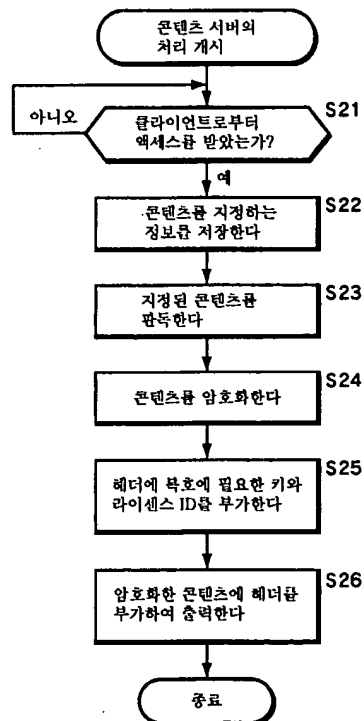 콘텐츠 서버의
처리 개시
아니오
클라이언트로부터
액세스를 받았는가?
S21
예
콘텐츠를 지정하는
정보를 저장한다
S22
지정된 콘텐츠를
판독한다
S23
콘텐츠를 암호화한다
S24
헤더에 복호에 필요한 키와
라이센스 ID를 부가한다
S25
암호화한 콘텐츠에 헤더를
부가하여 출력한다
S26
종료